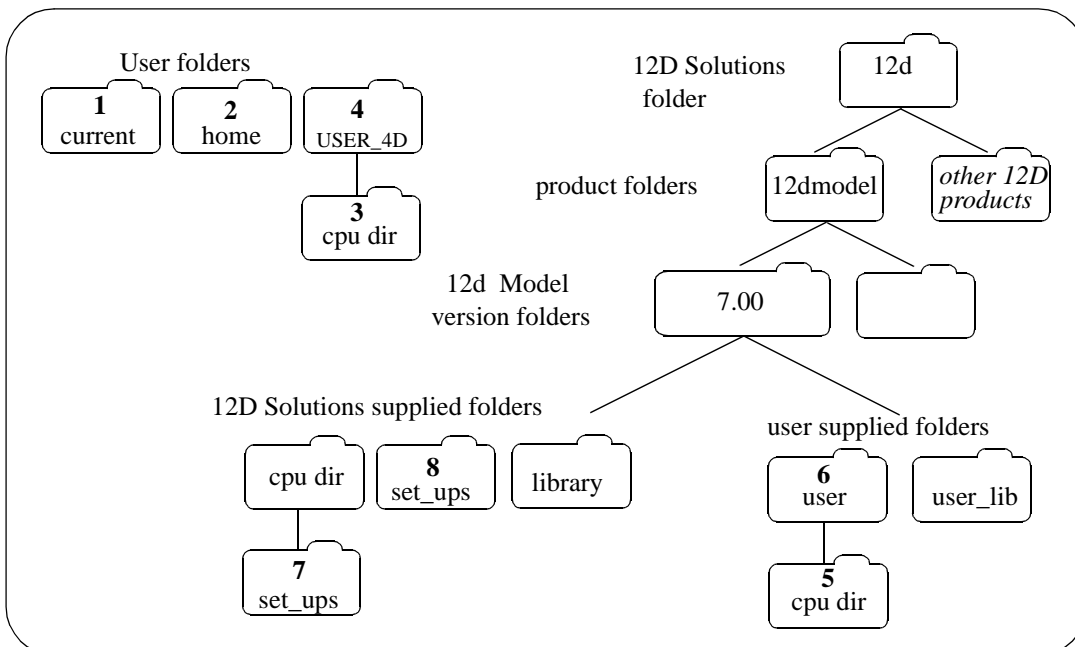 User folders
1
current
2
home
4
USER_4D
3
cpu dir
12D Solutions
folder
12d
product folders
12dmodel
other 12D
products
12d Model
version folders
7.00
12D Solutions supplied folders
cpu dir
8
set_ups
library
7
set_ups
user supplied folders
6
user
user_lib
5
cpu dir